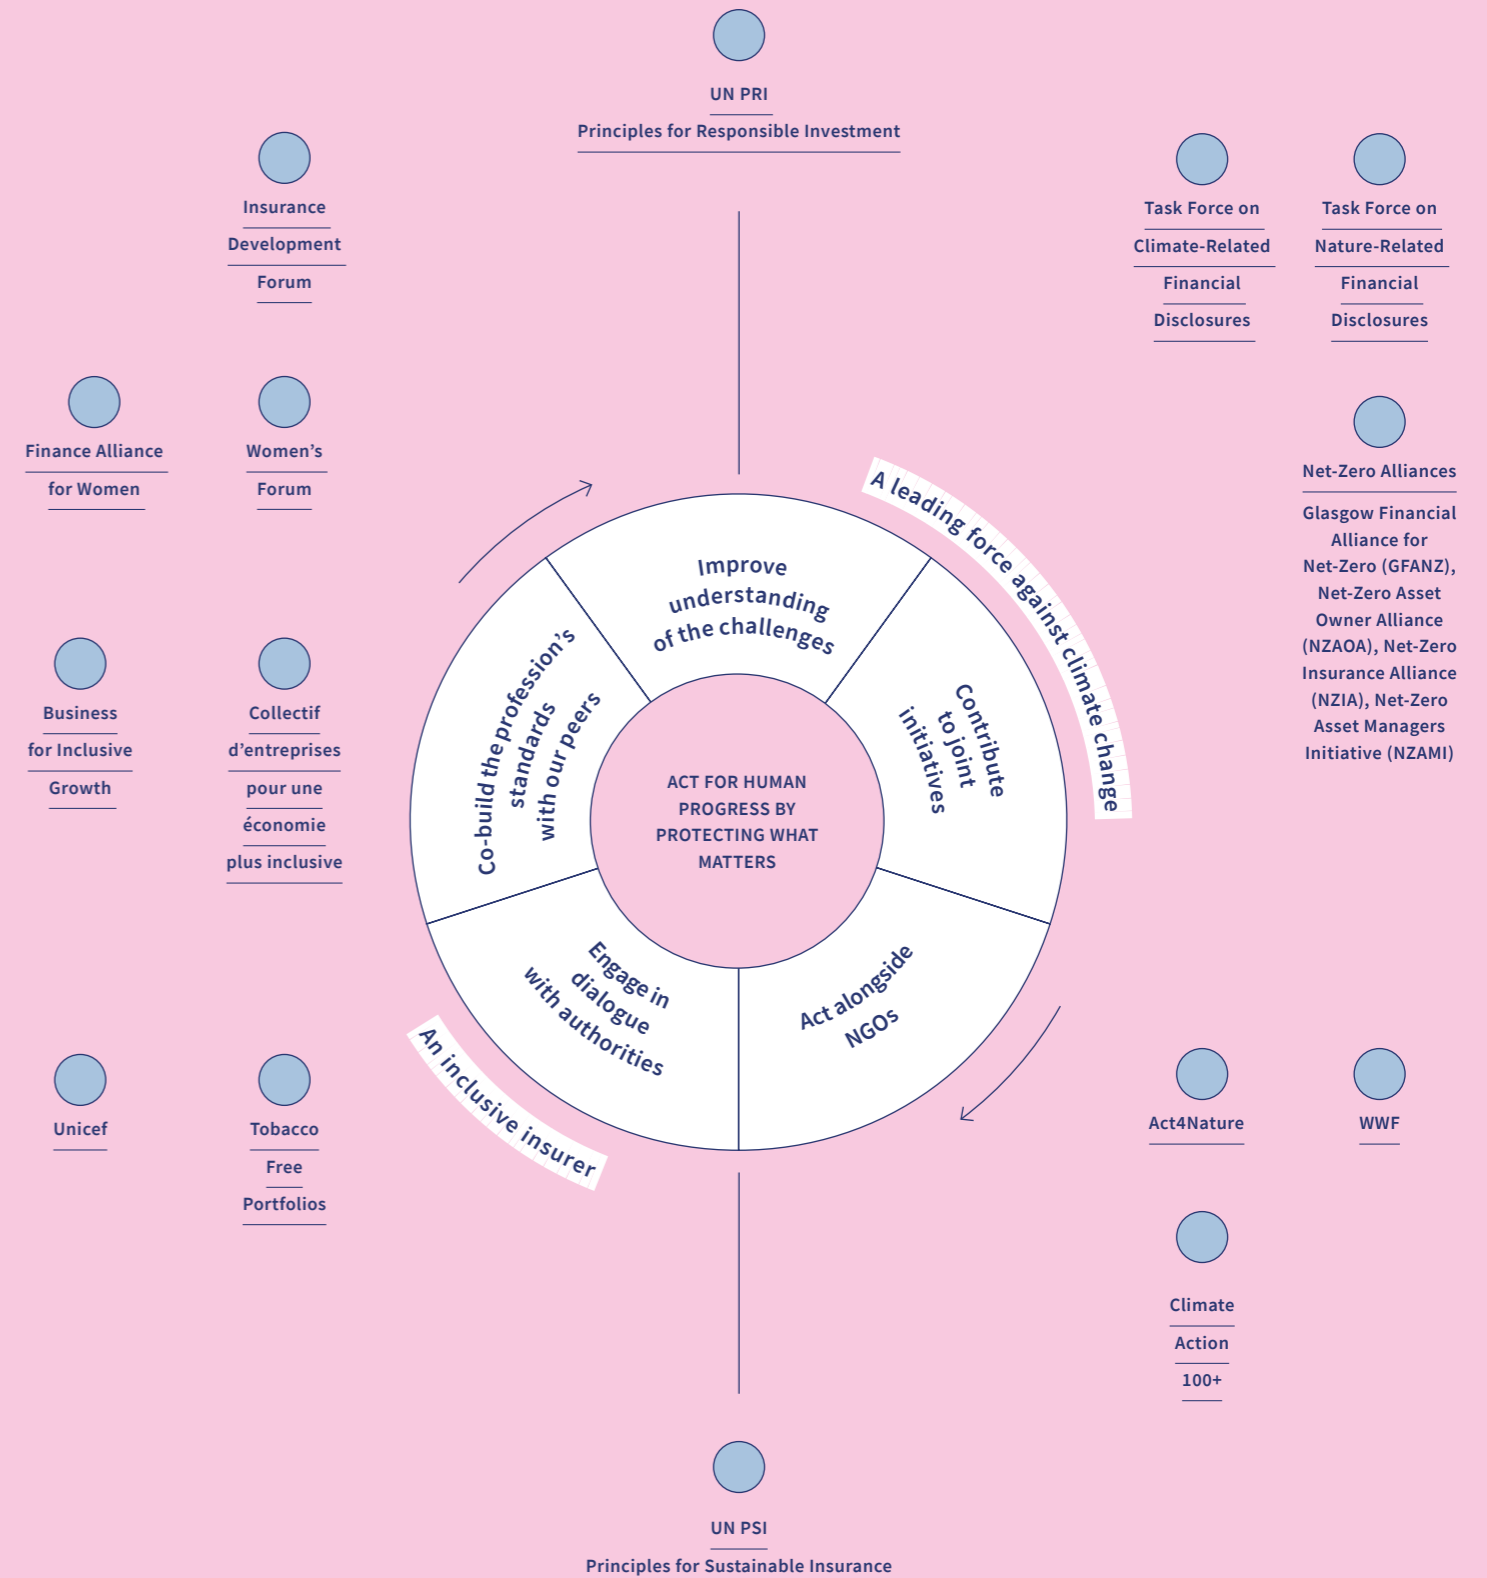 UN PRI
Principles for Responsible Investment
Insurance
Development
Forum
Task Force on
Climate-Related
Financial
Disclosures
Task Force on
Nature-Related
Financial
Disclosures
Finance Alliance
for Women
Women’s
Forum
Net-Zero Alliances
Glasgow Financial
Alliance for
Net-Zero (GFANZ),
Net-Zero Asset
Owner Alliance
(NZAOA), Net-Zero
Insurance Alliance
(NZIA), Net-Zero
Asset Managers
Initiative (NZAMI)
Business
for Inclusive
Growth
Collectif
d’entreprises
pour une
économie
plus inclusive
A leading force against climate change
Improve
understanding
of the challenges
Contribute
to joint
initiatives
Co-build the profession’s
standards
with our peers
ACT FOR HUMAN
PROGRESS BY
PROTECTING WHAT
MATTERS
Engage in
dialogue
with authorities
Act alongside
NGOs
An inclusive insurer
Unicef
Tobacco
Free
Portfolios
Act4Nature
WWF
Climate
Action
100+
UN PSI
Principles for Sustainable Insurance